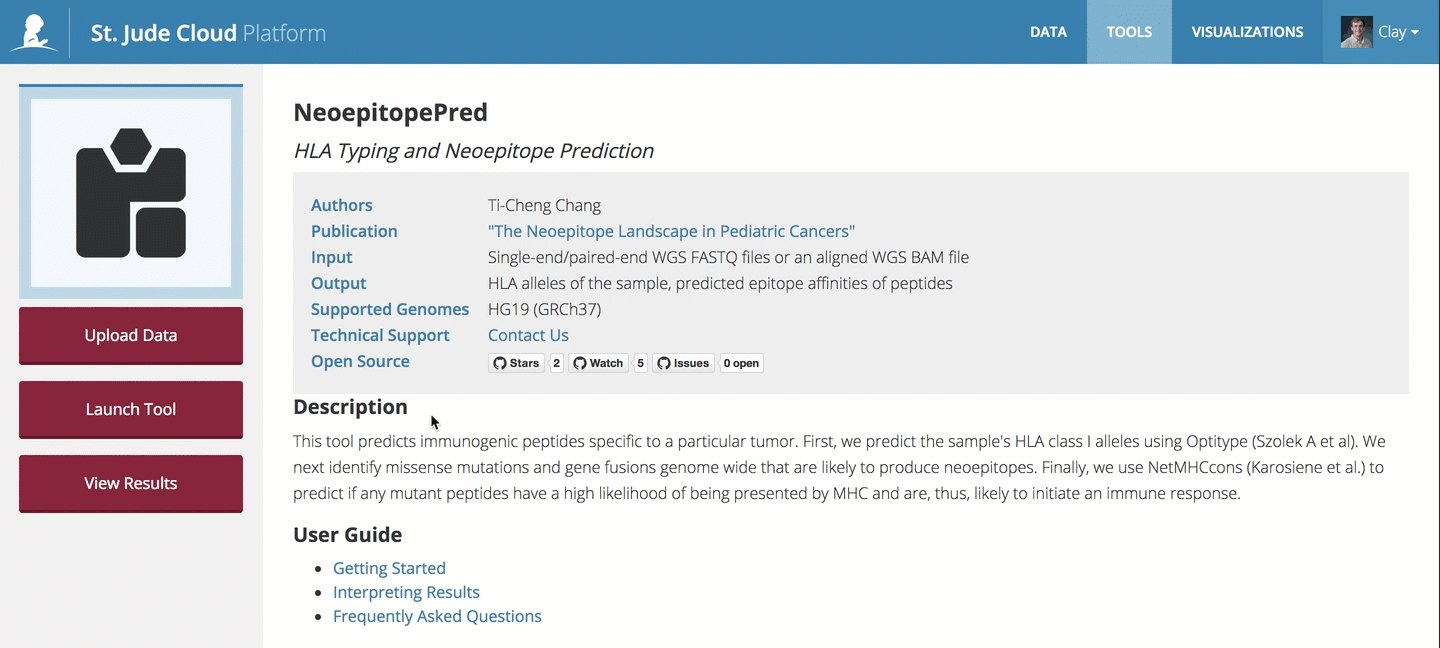 St. Jude Cloud Platform
DATA
TOOLS
VISUALIZATIONS
Clay
Upload Data
Launch Tool
View Results
NeoepitopePred
HLA Typing and Neoepitope Prediction
Authors Ti-Cheng Chang
Publication "The Neoepitope Landscape in Pediatric Cancers"
Input Single-end/paired-end WGS FASTQ files or an aligned WGS BAM file
Output HLA alleles of the sample, predicted epitope affinities of peptides
Supported Genomes HG19 (GRCh37)
Technical Support Contact Us
Open Source Stars 2 Watch 5 Issues 0 open
Description
This tool predicts immunogenic peptides specific to a particular tumor. First, we predict the sample's HLA class I alleles using Optitype (Szolek A et al). We
next identify missense mutations and gene fusions genome wide that are likely to produce neoepitopes. Finally, we use NetMHCcons (Karosiene et al.) to
predict if any mutant peptides have a high likelihood of being presented by MHC and are, thus, likely to initiate an immune response.
User Guide
Getting Started
Interpreting Results
Frequently Asked Questions